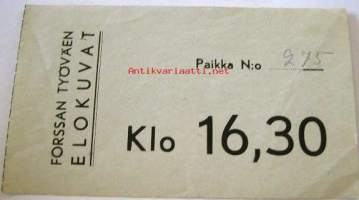 FORSSAN TYÖVÄEN
ELOKUVAT
Paikka N:o 275
Antikvariaatti.net
Klo 16,30